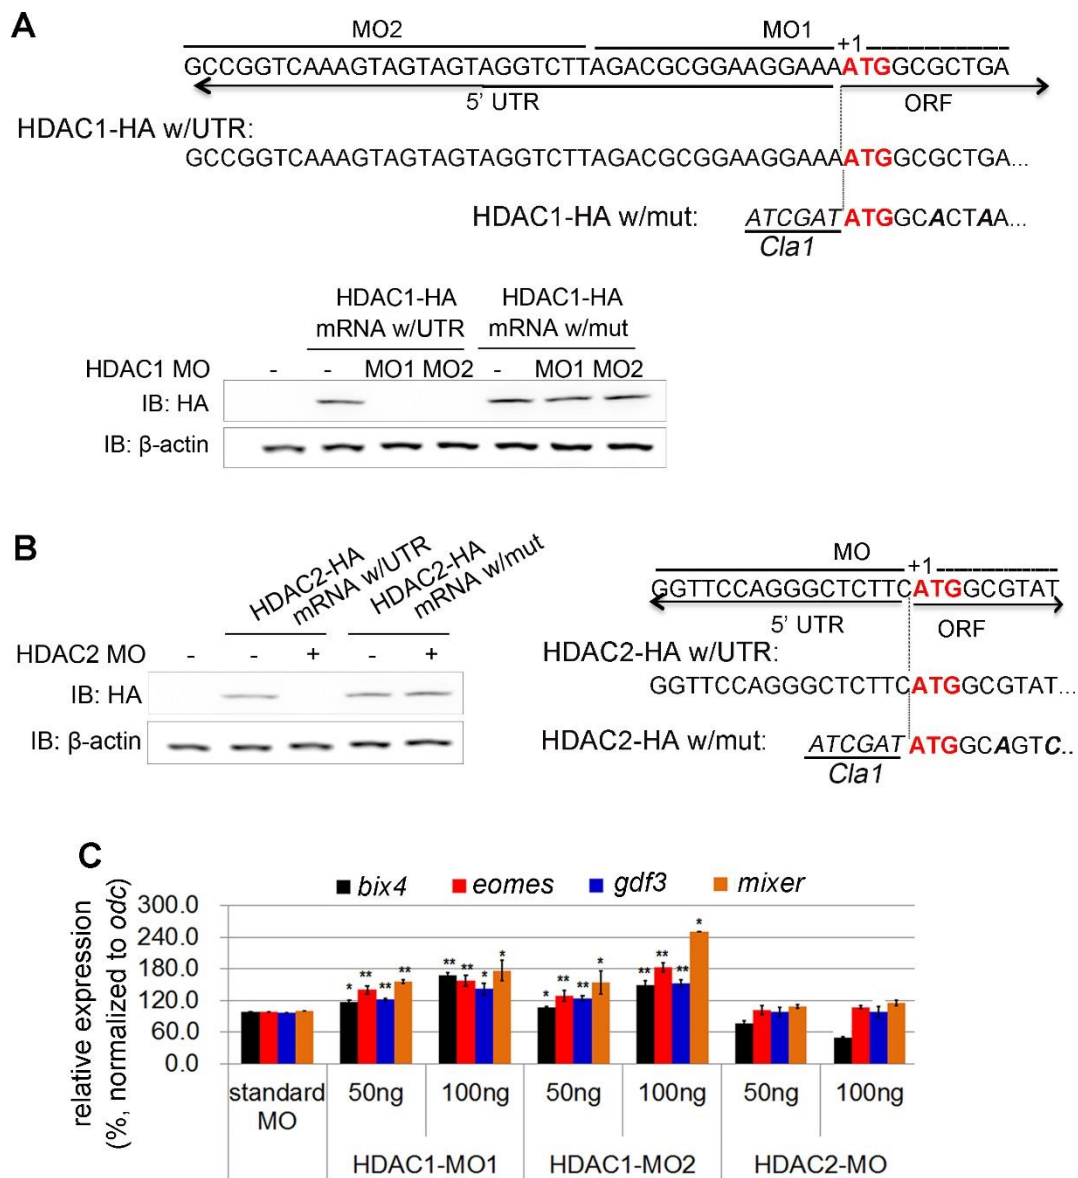 A
MO2 MO1 +1
GCCGGTCAAAGTAGTAGTAGGTCTTAGACGCGGAAGGAAAATGGCGCTGA
5' UTR ORF
HDAC1-HA w/UTR:
GCCGGTCAAAGTAGTAGTAGGTCTTAGACGCGGAAGGAAAATGGCGCTGA...
HDAC1-HA w/mut: ATCGATATGGCACTAA...
Cla1
HDAC1-HA HDAC1-HA
mRNA w/UTR mRNA w/mut
HDAC1 MO - - MO1 MO2 - MO1 MO2
IB: HA
IB: β-actin
B
HDAC2-HA
mRNA w/UTR
HDAC2-HA
mRNA w/mut
HDAC2 MO - - + - +
IB: HA
IB: β-actin
MO +1
GGTTCCAGGGCTCTTCATGGCGTAT
5' UTR ORF
HDAC2-HA w/UTR:
GGTTCCAGGGCTCTTCATGGCGTAT...
HDAC2-HA w/mut: ATCGATATGGCAGTC..
Cla1
C
bix4 eomes gdf3 mixer
relative expression
(%, normalized to odc)
300.0
240.0
180.0
120.0
60.0
0.0
* ** ** ** ** ** * * * ** ** * ** ** ** *
standard MO 50ng 100ng 50ng 100ng 50ng 100ng
HDAC1-MO1 HDAC1-MO2 HDAC2-MO